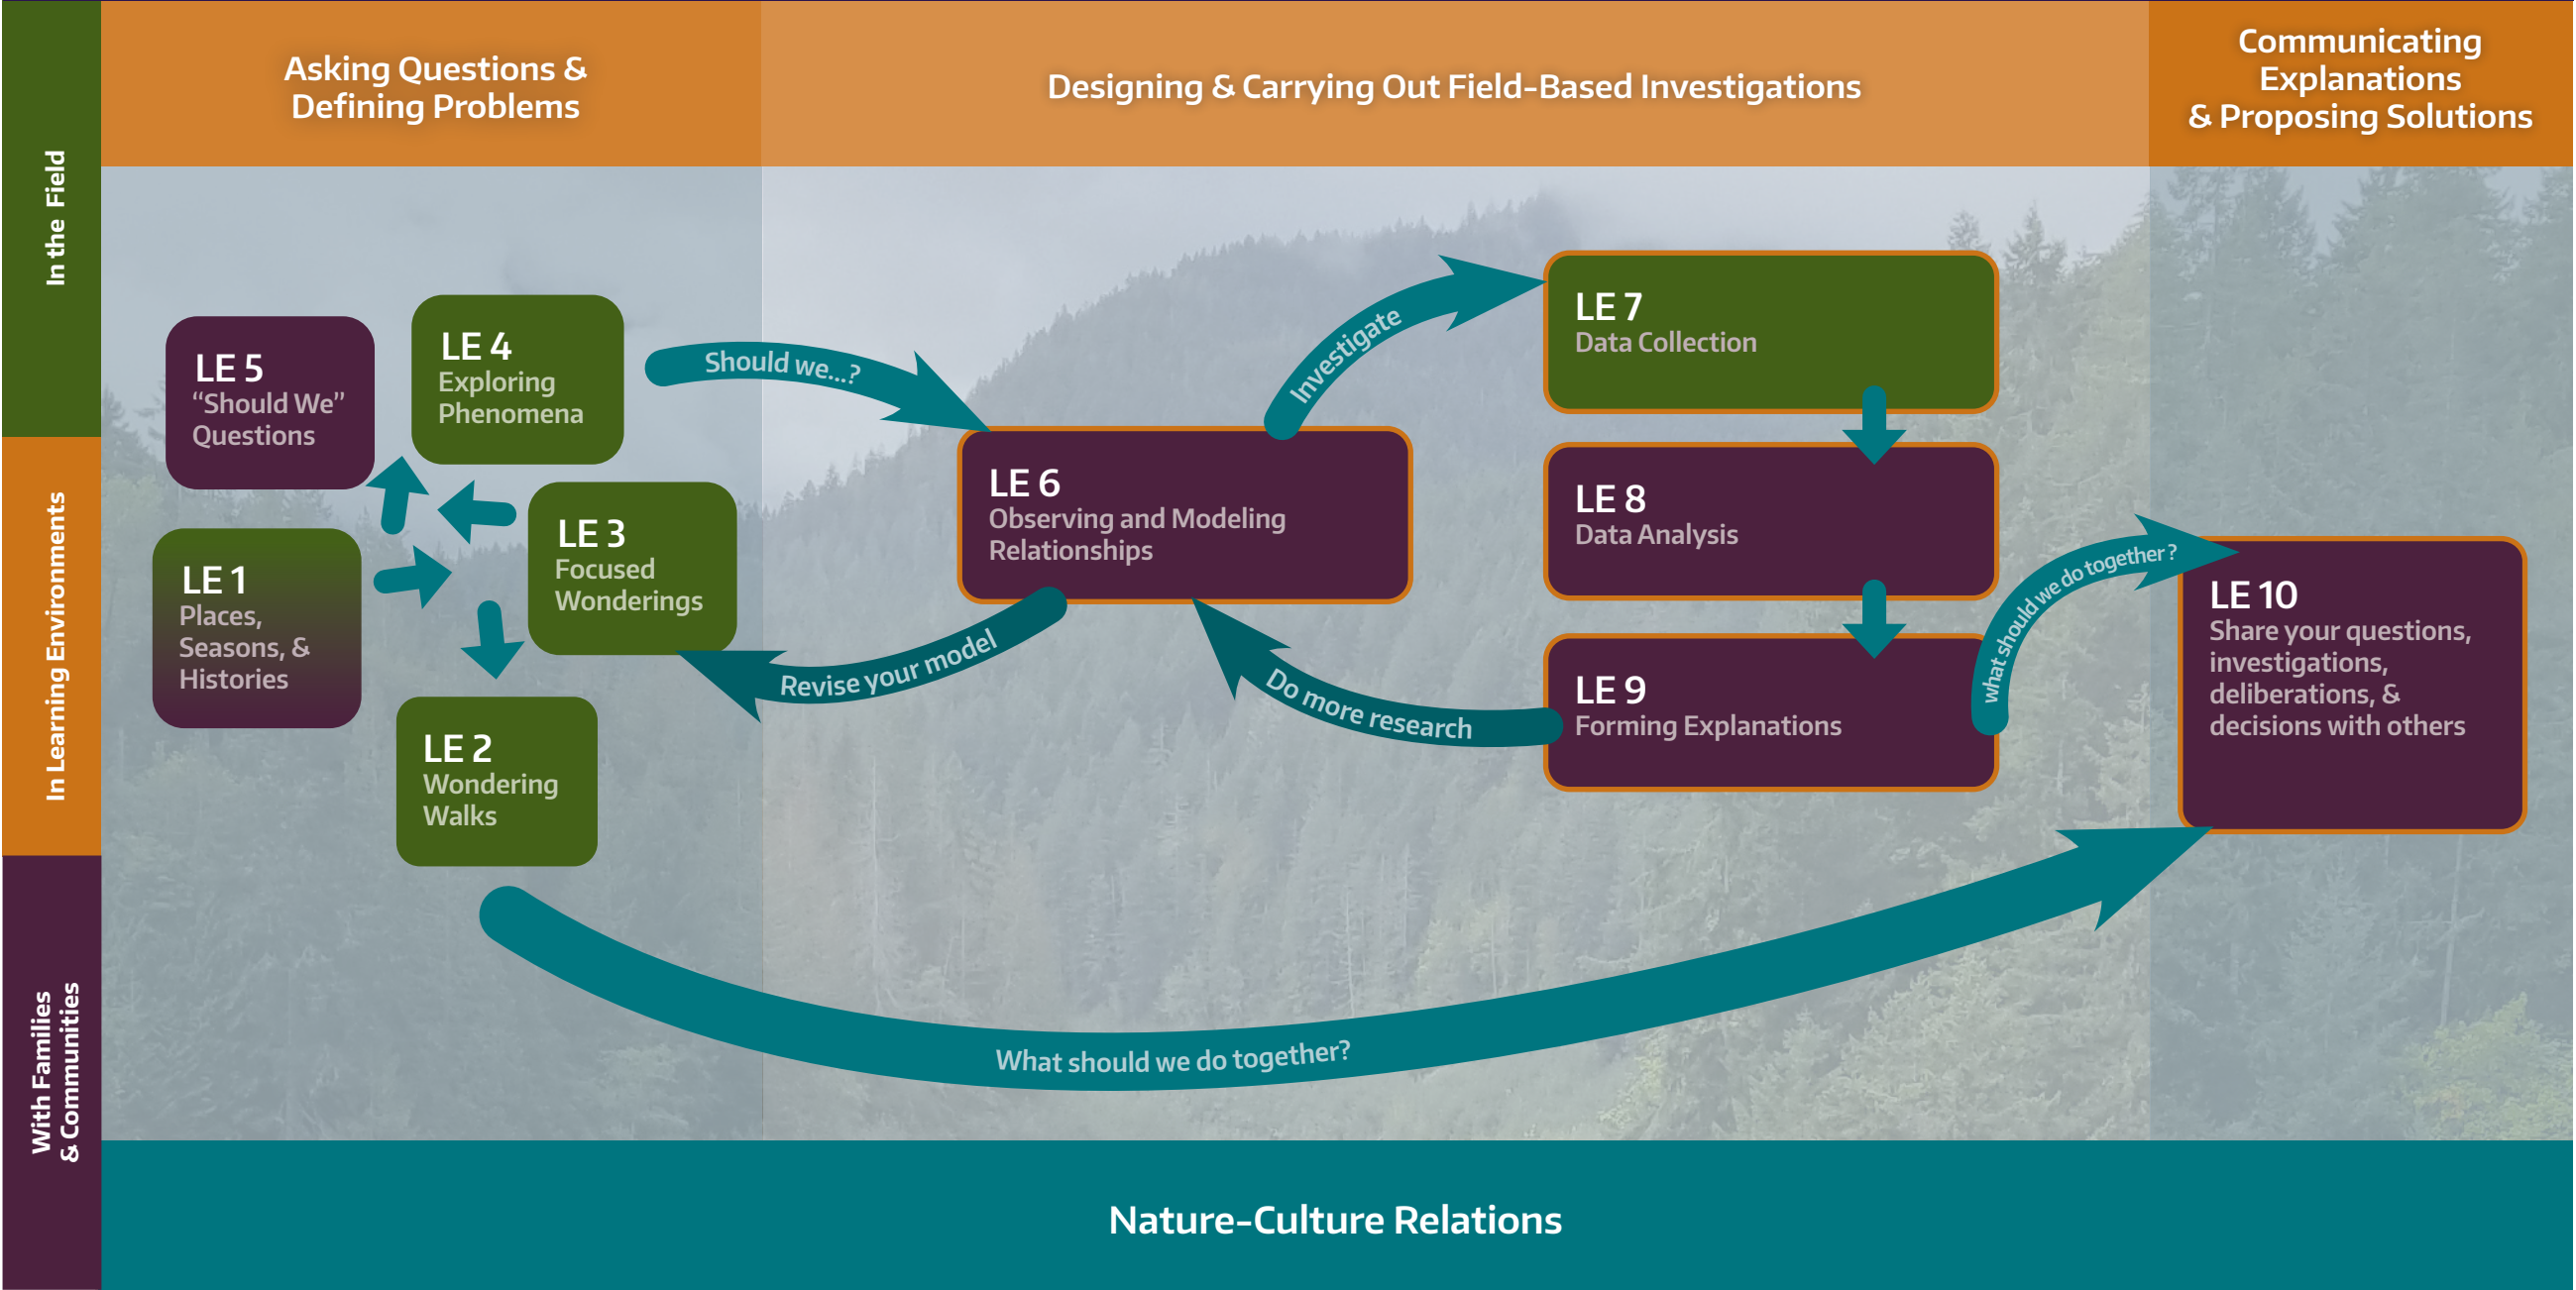 Asking Questions &
Defining Problems
Designing & Carrying Out Field-Based Investigations
Communicating
Explanations
& Proposing Solutions
In the Field
In Learning Environments
With Families
& Communities
LE 5
“Should We”
Questions
LE 4
Exploring
Phenomena
LE 1
Places,
Seasons, &
Histories
LE 3
Focused
Wonderings
LE 2
Wondering
Walks
Should we...?
LE 6
Observing and Modeling
Relationships
Revise your model
Investigate
LE 7
Data Collection
LE 8
Data Analysis
LE 9
Forming Explanations
Do more research
what should we do together?
LE 10
Share your questions,
investigations,
deliberations, &
decisions with others
What should we do together?
Nature-Culture Relations